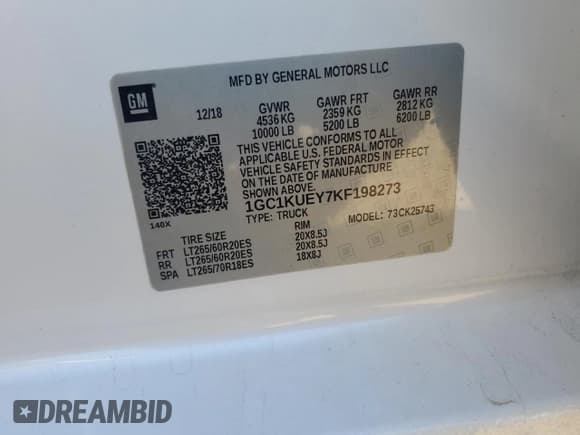 MFD BY GENERAL MOTORS LLC
GM
12/18 GVWR GAWR FRT GAWR RR
4536 KG 2359 KG 2812 KG
10000 LB 5200 LB 6200 LB
THIS VEHICLE CONFORMS TO ALL
APPLICABLE U.S. FEDERAL MOTOR
VEHICLE SAFETY STANDARDS IN EFFECT
ON THE DATE OF MANUFACTURE
SHOWN ABOVE.
1GC1KUEY7KF198273
TYPE: TRUCK MODEL: 73CK25743
140X
TIRE SIZE RIM
FRT LT265/60R20ES 20X8.5J
RR LT265/60R20ES 20X8.5J
SPA LT265/70R18ES 18X8J
DREAMBID